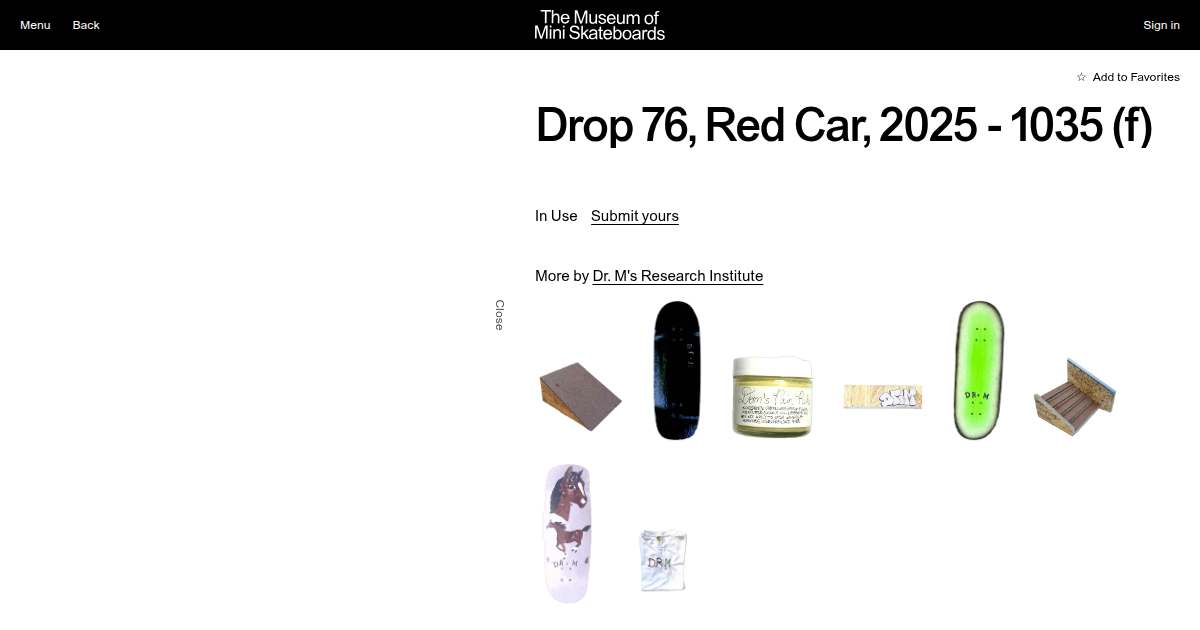 Menu
Back
The Museum of
Mini Skateboards
Sign in
☆ Add to Favorites
Drop 76, Red Car, 2025 - 1035 (f)
In Use
Submit yours
More by Dr. M's Research Institute
Close
DR M
DR M
DRM